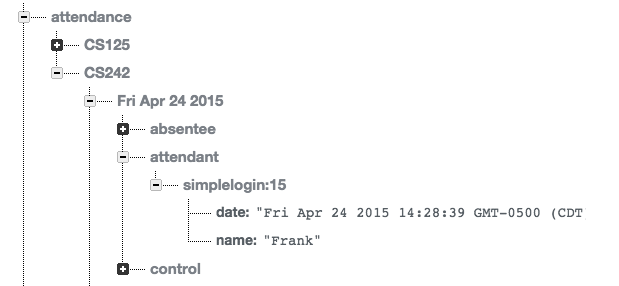 attendance
CS125
CS242
Fri Apr 24 2015
absentee
attendant
simplelogin:15
date: "Fri Apr 24 2015 14:28:39 GMT-0500 (CDT
name: "Frank"
control